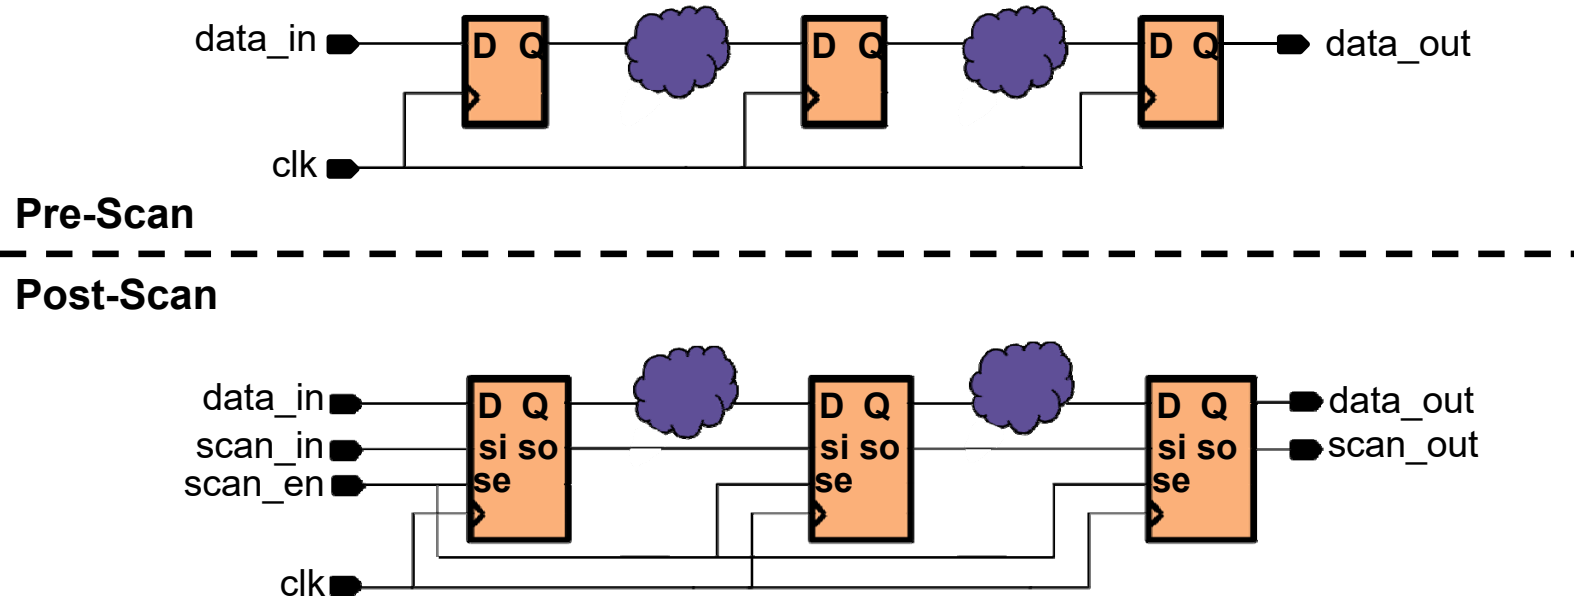 data_in D Q D Q D Q data_out
clk
Pre-Scan
Post-Scan
data_in D Q D Q D Q data_out
scan_in si so si so si so scan_out
scan_en se se se
clk